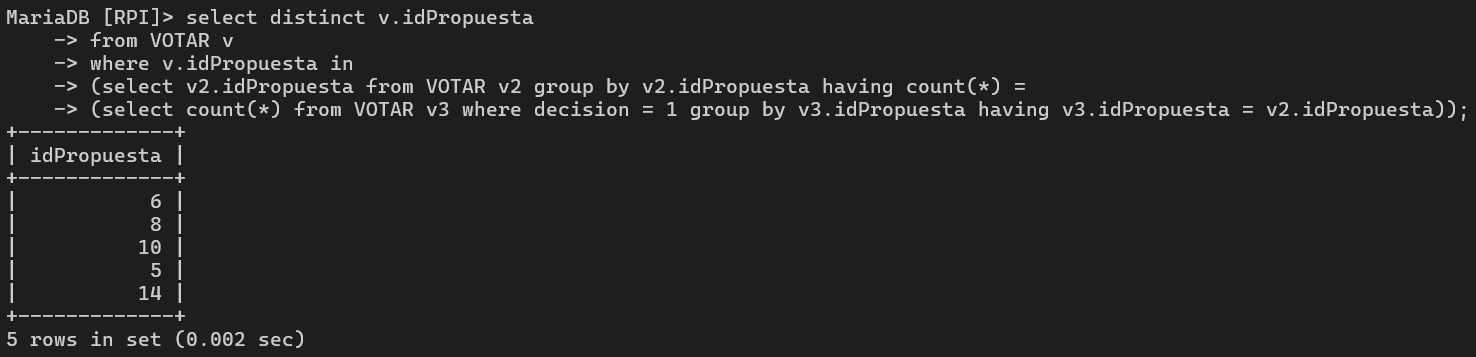 MariaDB [RPI]> select distinct v.idPropuesta
    -> from VOTAR v
    -> where v.idPropuesta in
    -> (select v2.idPropuesta from VOTAR v2 group by v2.idPropuesta having count(*) =
    -> (select count(*) from VOTAR v3 where decision = 1 group by v3.idPropuesta having v3.idPropuesta = v2.idPropuesta));
+-------------+
| idPropuesta |
+-------------+
|           6 |
|           8 |
|          10 |
|           5 |
|          14 |
+-------------+
5 rows in set (0.002 sec)